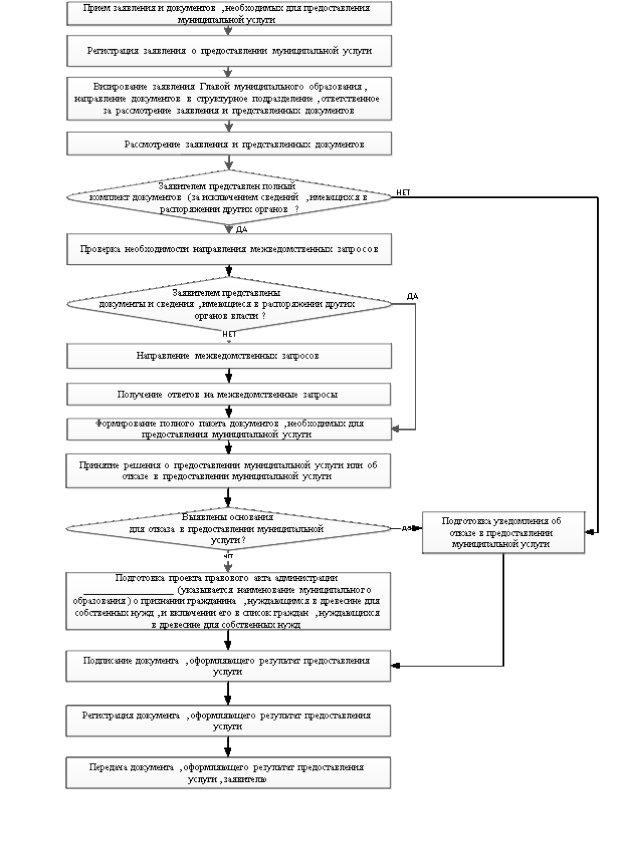 Прием заявления и документов , необходимых для предоставления
муниципальной услуги
Регистрация заявления о предоставлении муниципальной услуги
Визирование заявления Главой муниципального образования ,
направление документов в структурное подразделение , ответственное
за рассмотрение заявления и представленных документов
Рассмотрение заявления и представленных документов
Заявителем представлен полный
комплект документов (за исключением сведений , имеющихся в
распоряжении других органов ?
НЕТ
ДА
Проверка необходимости направления межведомственных запросов
Заявителем представлены
документы и сведения , имеющиеся в распоряжении других
органов власти ?
ДА
НЕТ
Направление межведомственных запросов
Получение ответов на межведомственные запросы
Формирование полного пакета документов , необходимых для
предоставления муниципальной услуги
Принятие решения о предоставлении муниципальной услуги или об
отказе в предоставлении муниципальной услуги
Выявлены основания
для отказа в предоставлении муниципальной
услуги ?
да
Подготовка уведомления об
отказе в предоставлении
муниципальной услуги
Подготовка проекта правового акта администрации
__________________ (указывается наименование муниципального
образования ) о признании гражданина , нуждающимся в древесине для
собственных нужд , и включении его в список граждан , нуждающихся
в древесине для собственных нужд
Подписание документа , оформляющего результат предоставления
услуги
Регистрация документа , оформляющего результат предоставления
услуги
Передача документа , оформляющего результат предоставления
услуги , заявителю